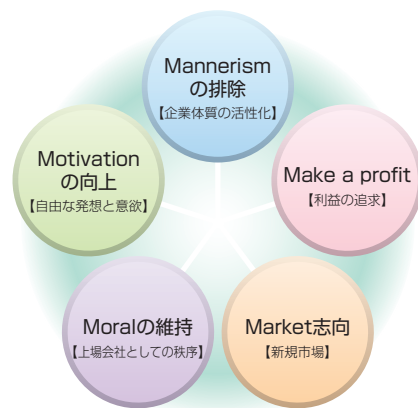 Mannerism
の排除
【企業体質の活性化】
Motivation
の向上
【自由な発想と意欲】
Make a profit
【利益の追求】
Moralの維持
【上場会社としての秩序】
Market志向
【新規市場】